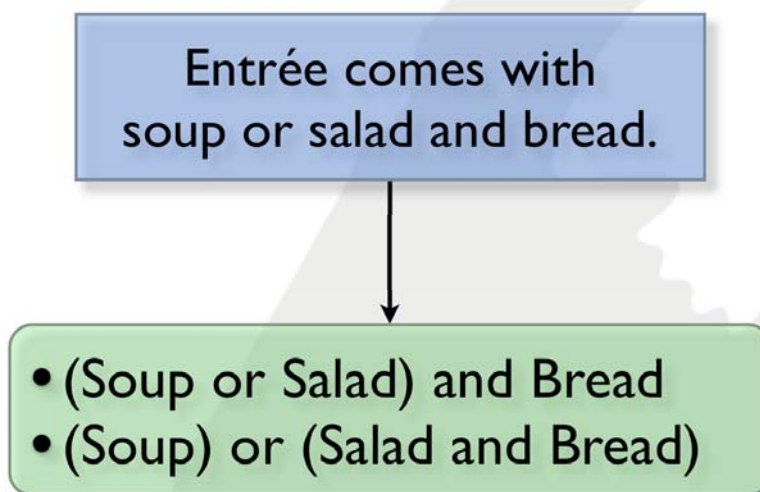 Entrée comes with
soup or salad and bread.
• (Soup or Salad) and Bread
• (Soup) or (Salad and Bread)